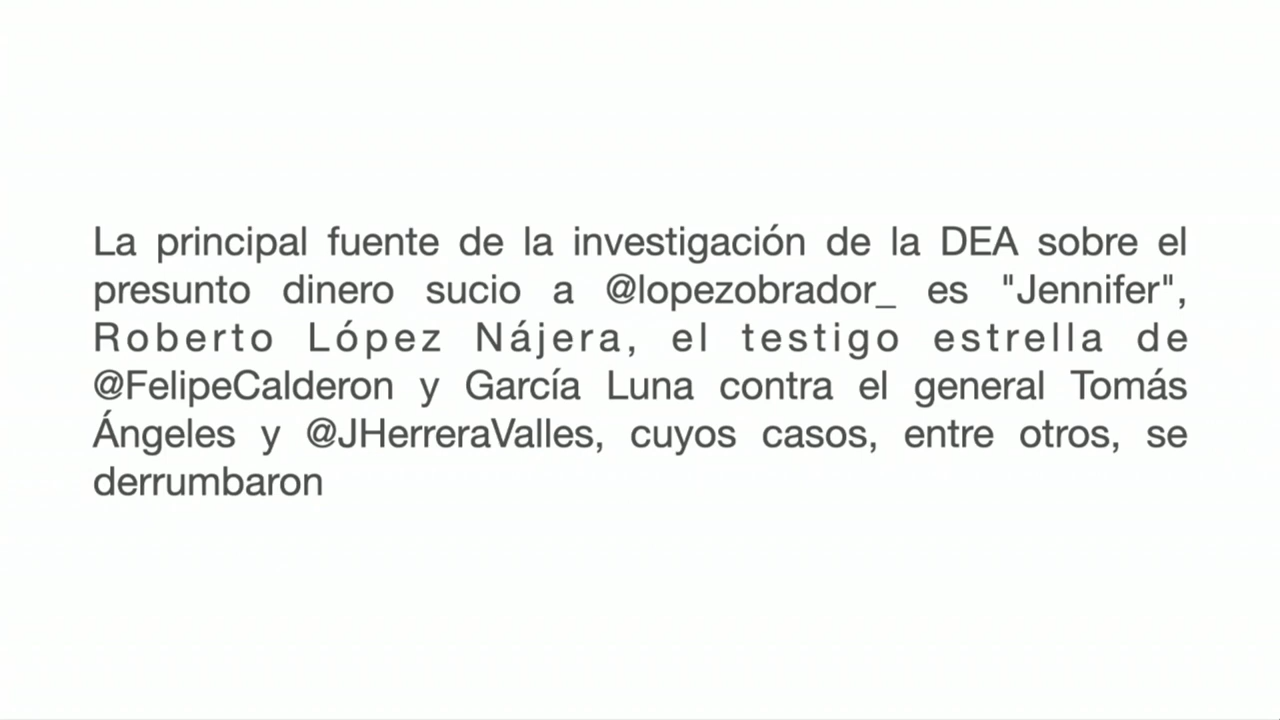 La principal fuente de la investigación de la DEA sobre el
presunto dinero sucio a @lopezobrador_ es "Jennifer",
Roberto López Nájera, el testigo estrella de
@FelipeCalderon y García Luna contra el general Tomás
Ángeles y @JHerreraValles, cuyos casos, entre otros, se
derrumbaron